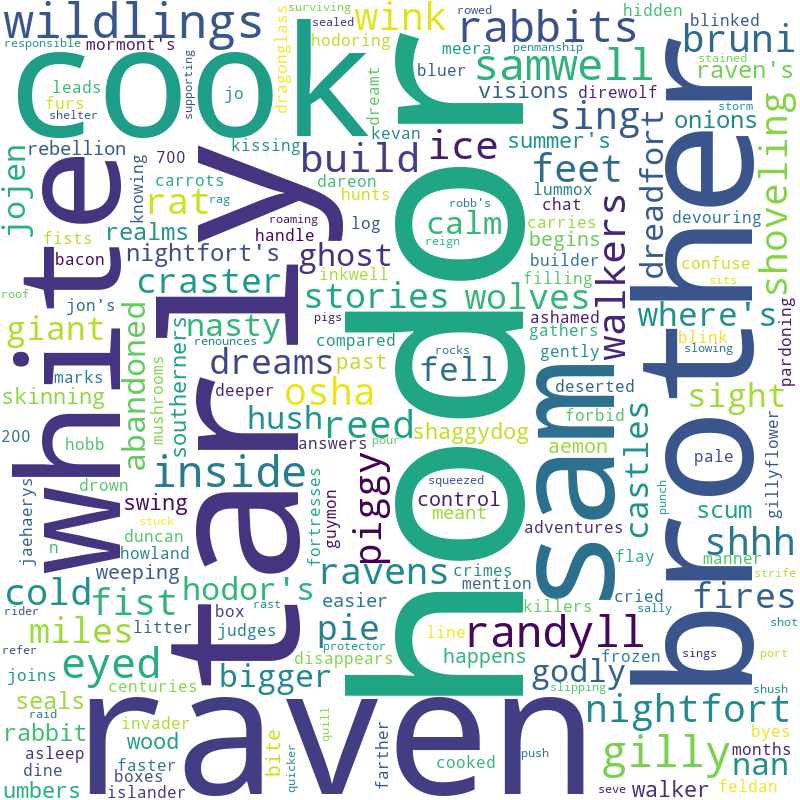 wildlings
cook
wink
rabbits
hidden
blinked
bruni
raven's
surviving
rowed
sealed
stained
responsible
mormont's
supporting
dragonglass
hodoring
meera
penmanship
samwell
bluer
visions
direwolf
storm
leads
furs
shelter
jo
dreamt
kevan
sing
onions
rebellion
knowing
700
kissing
build
ice
summer's
feet
dreadfort
shoveling
jojen
white
carrots
rag
rat
dareon
hunts
lummox
chat
roaming
robb's
calm
reign
carries
begins
walkers
devouring
realms
fists
handle
log
ghost
bacon
nightfort's
inkwell
builder
filling
confuse
sits
roof
jon's
craster
stories
wolves
where's
pardoning
giant
nasty
pigs
ashamed
gathers
blink
slowing
abandoned
southerners
renounces
compared
gently
marks
mushrooms
dreams
past
rocks
fell
deserted
sight
skinning
deeper
osha
forbid
gillyflower
200
hobb
hush
reed
shaggydog
aemon
castles
pale
answers
pour
drown
jaehaerys
tarly
hodor
sam
brother
inside
piggy
squeezed
control
meant
scum
punch
swing
fortresses
guymon
adventures
n
stuck
duncan
howland
shhh
manner
flay
weeping
ravens
crimes
mention
strife
cold
fist
hodor's
easier
killers
cried
sally
fires
rider
box
rast
miles
litter
judges
pie
line
randyll
shot
protector
refer
eyed
disappears
happens
frozen
sings
port
joins
bigger
godly
centuries
slipping
shush
seals
raven
nightfort
raid
invader
quill
rabbit
wood
bite
farther
gilly
byes
months
asleep
faster
cooked
push
nan
dine
boxes
quicker
umbers
islander
seve
walker
feldan